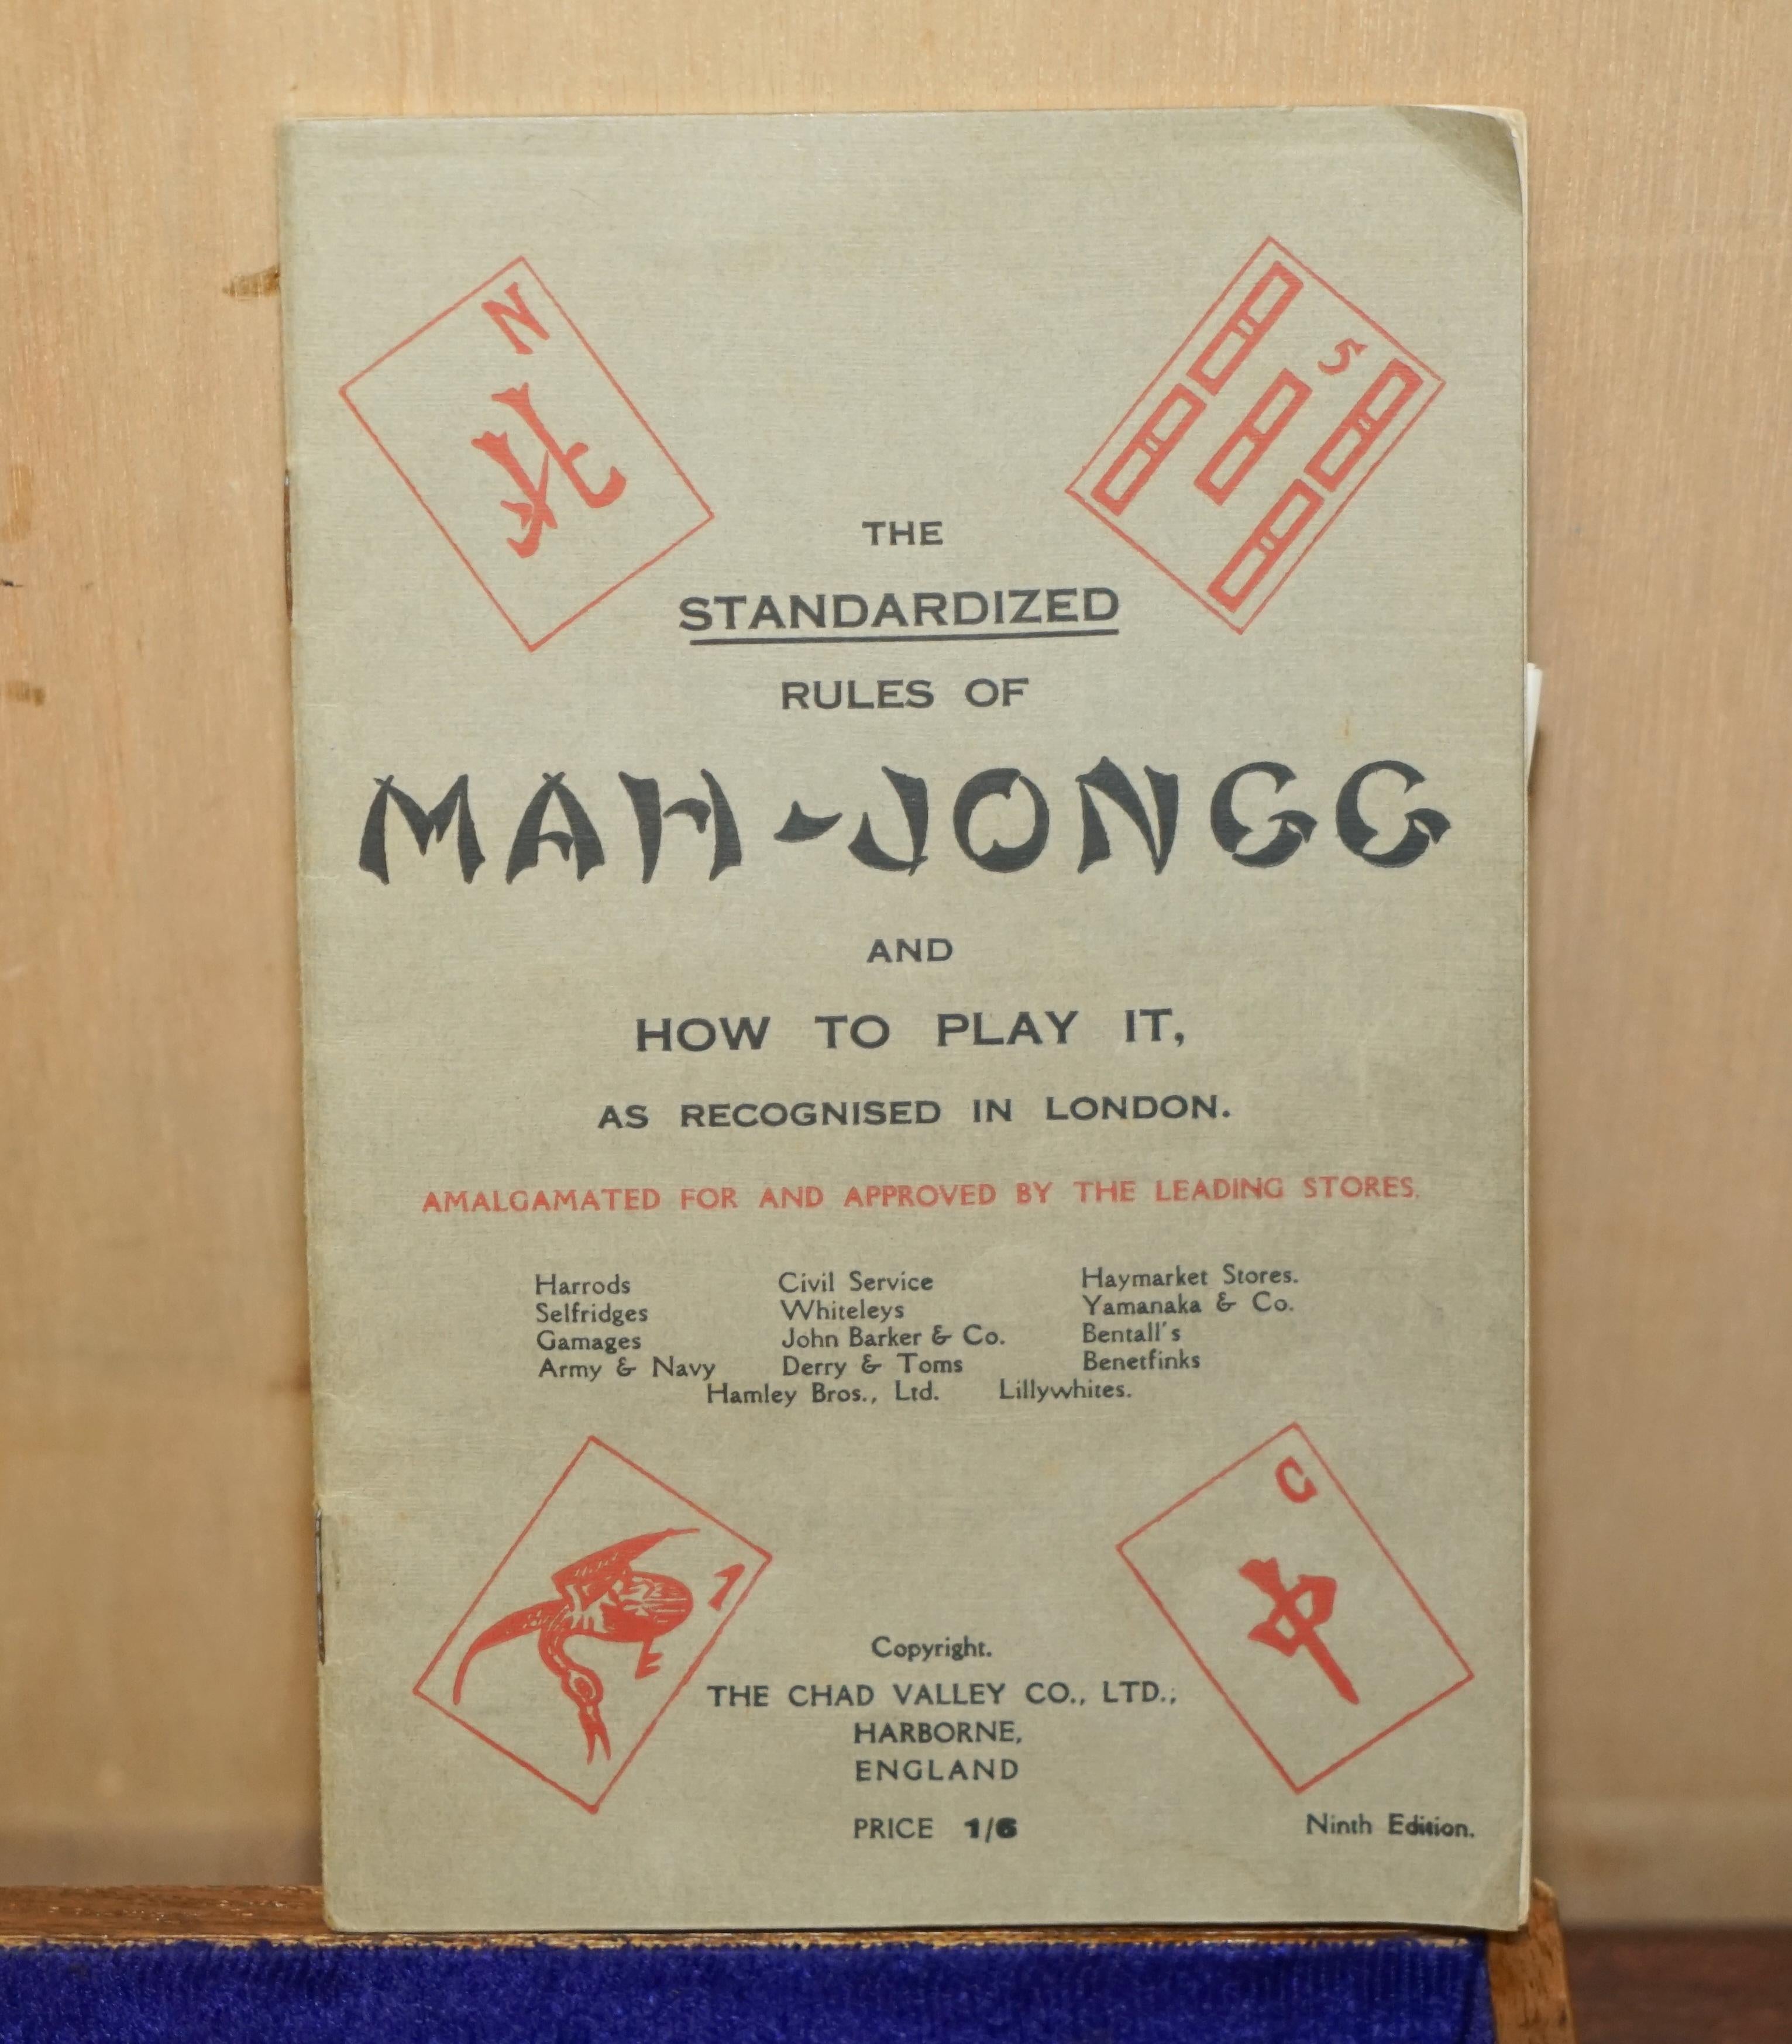 N
北
5
THE
STANDARDIZED
RULES OF
MAH-JONGG
AND
HOW TO PLAY IT,
AS RECOGNISED IN LONDON.
AMALGAMATED FOR AND APPROVED BY THE LEADING STORES.
Harrods Civil Service Haymarket Stores.
Selfridges Whiteleys Yamanaka & Co.
Gamages John Barker & Co. Bentall's
Army & Navy Derry & Toms Benetfinks
Hamley Bros., Ltd. Lillywhites.
1
C
中
Copyright.
THE CHAD VALLEY CO., LTD.,
HARBORNE,
ENGLAND
PRICE 1/6
Ninth Edition.